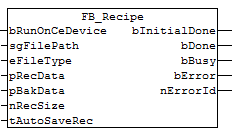 FB_Recipe
bRunOnCeDevice bInitialDone
sgFilePath bDone
eFileType bBusy
pRecData bError
pBakData nErrorId
nRecSize
tAutoSaveRec